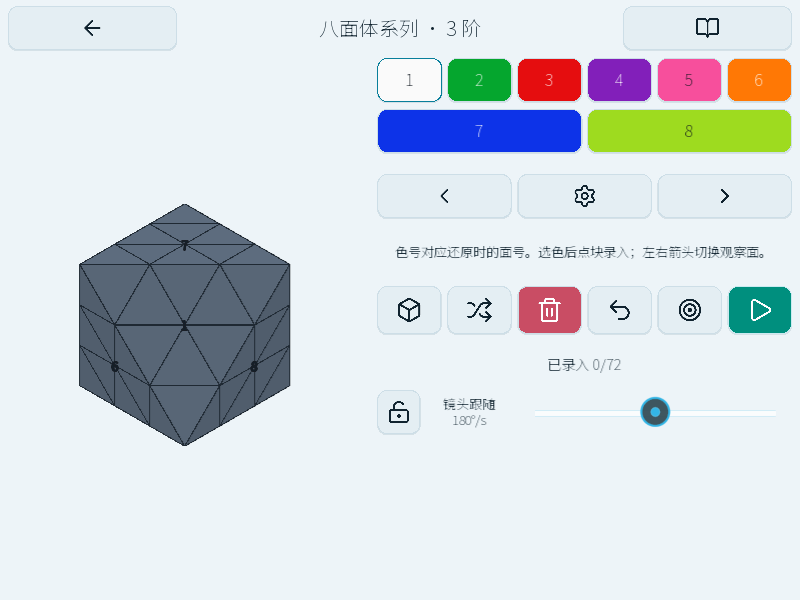 八面体系列 · 3 阶
1 2 3 4 5 6
7 8
色号对应还原时的面号。选色后点块录入；左右箭头切换观察面。
已录入 0/72
镜头跟随
180°/s
7
1
6 8